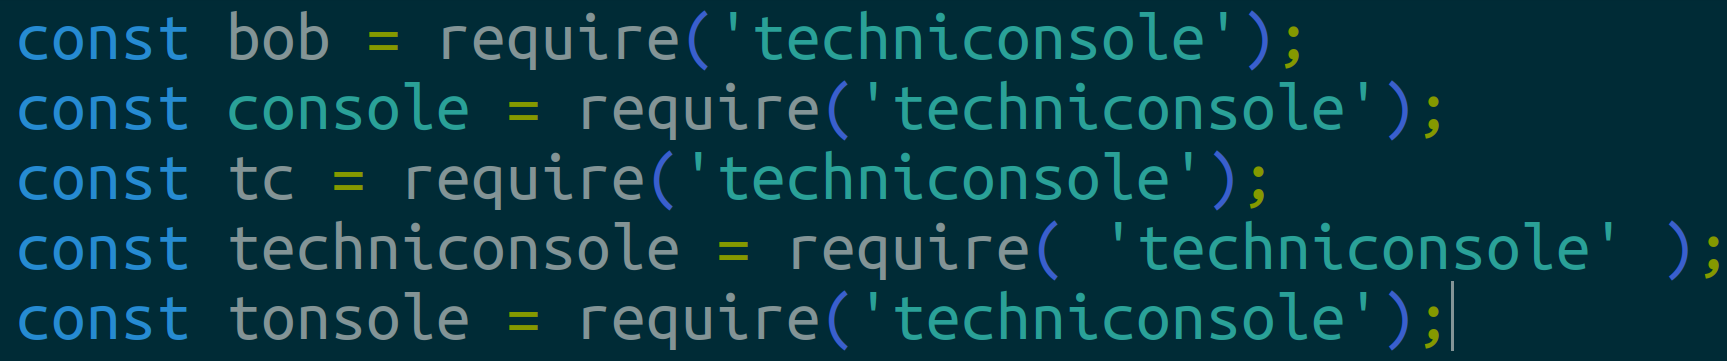 const bob = require('techniconsole');
const console = require('techniconsole');
const tc = require('techniconsole');
const techniconsole = require( 'techniconsole' );
const tonsole = require('techniconsole');